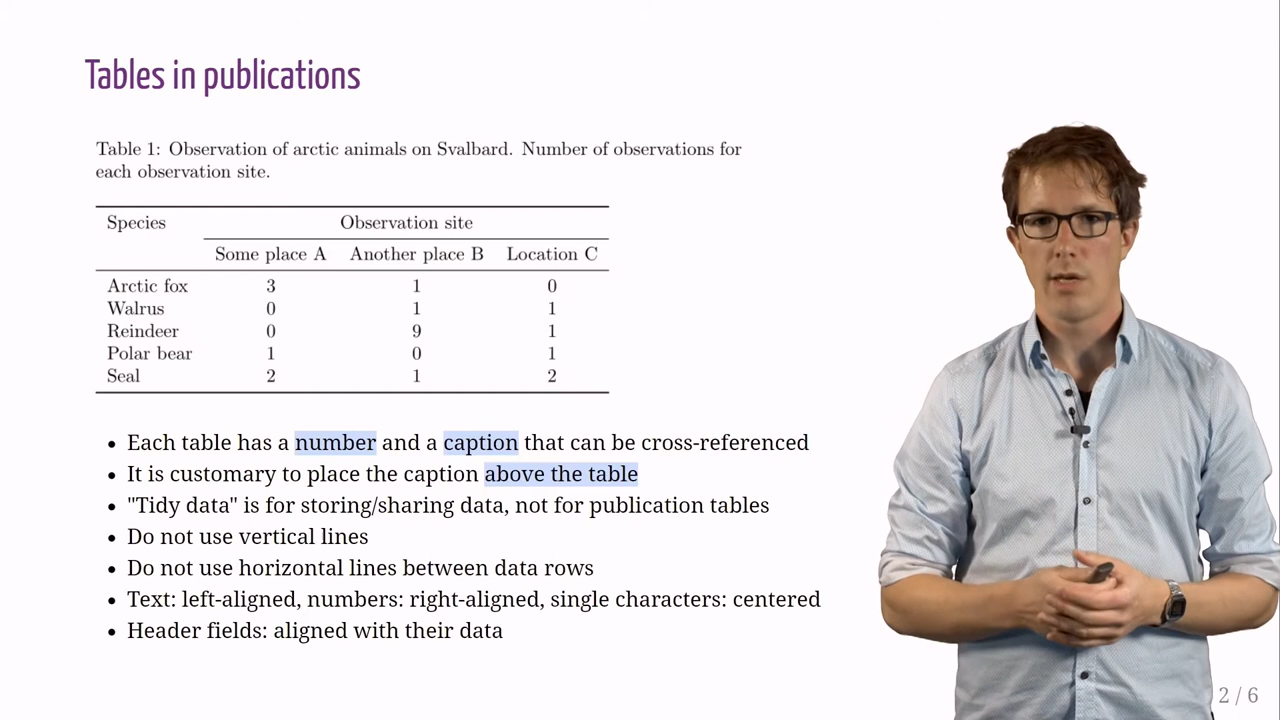 Tables in publications
Table 1: Observation of arctic animals on Svalbard. Number of observations for
each observation site.
Species Observation site
Some place A Another place B Location C
Arctic fox 3 1 0
Walrus 0 1 1
Reindeer 0 9 1
Polar bear 1 0 1
Seal 2 1 2
• Each table has a number and a caption that can be cross-referenced
• It is customary to place the caption above the table
• "Tidy data" is for storing/sharing data, not for publication tables
• Do not use vertical lines
• Do not use horizontal lines between data rows
• Text: left-aligned, numbers: right-aligned, single characters: centered
• Header fields: aligned with their data
2 / 6